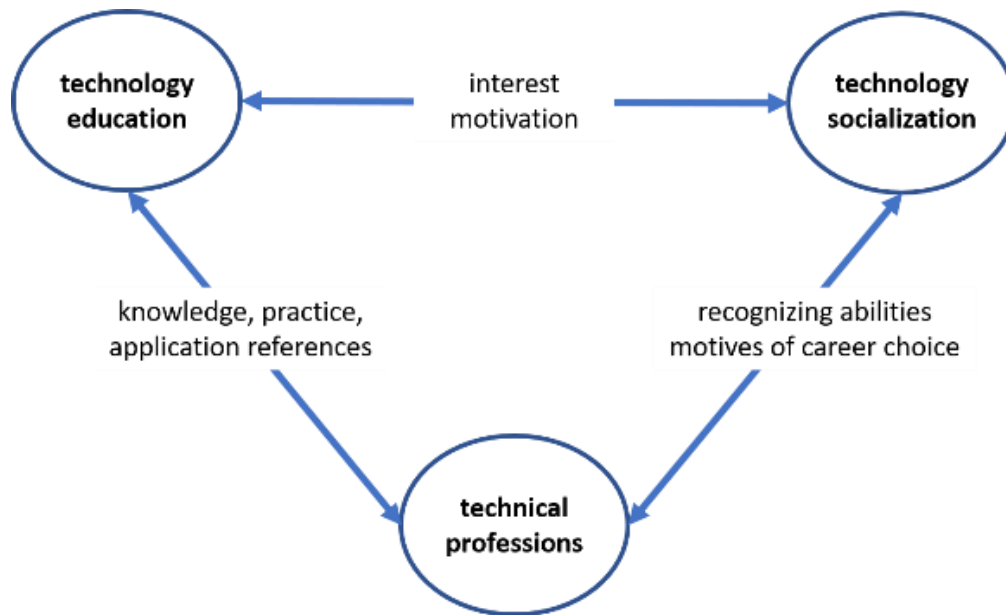 technology
education
interest
motivation
technology
socialization
knowledge, practice,
application references
recognizing abilities
motives of career choice
technical
professions